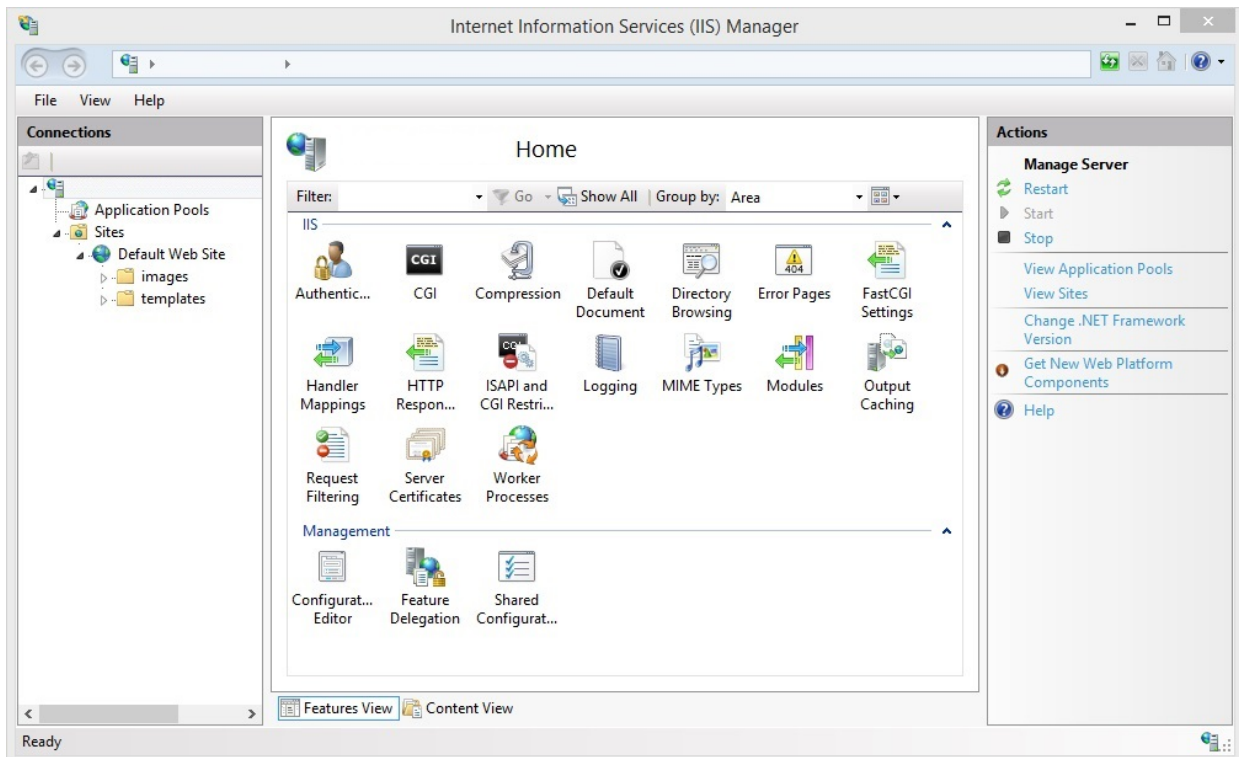 Internet Information Services (IIS) Manager
File View Help
Connections
Application Pools
Sites
Default Web Site
images
templates
Home
Filter: Go Show All Group by: Area
IIS
Authentic... CGI Compression Default Document Directory Browsing Error Pages FastCGI Settings
CGI
404
Handler Mappings HTTP Respon... ISAPI and CGI Restri... Logging MIME Types Modules Output Caching
Request Filtering Server Certificates Worker Processes
Management
Configurat... Editor Feature Delegation Shared Configurat...
Features View Content View
Actions
Manage Server
Restart
Start
Stop
View Application Pools
View Sites
Change .NET Framework
Version
Get New Web Platform
Components
Help
Ready